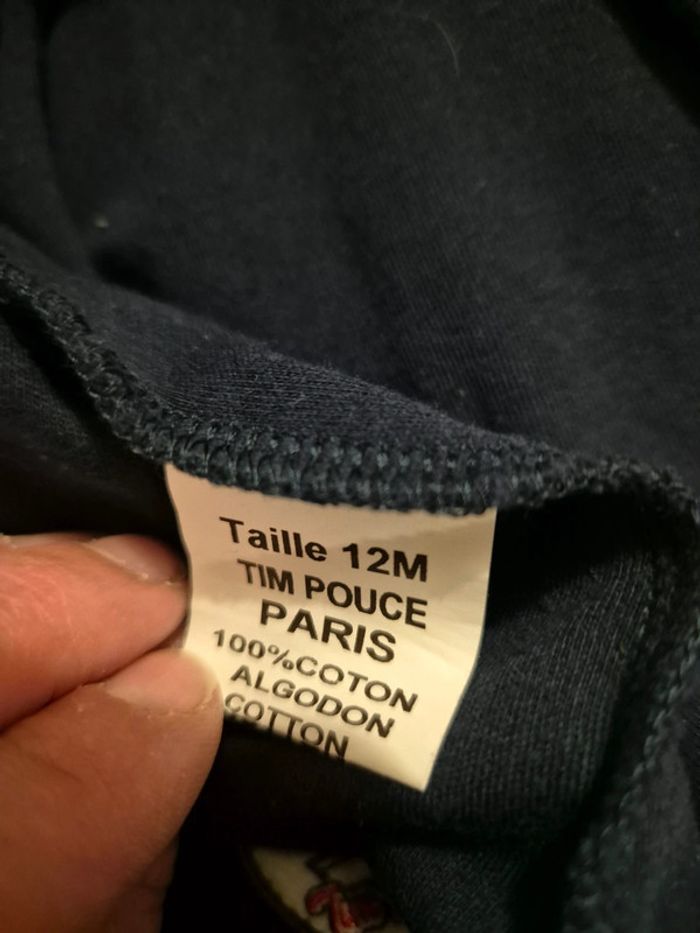 Taille 12M
TIM POUCE
PARIS
100%COTON
ALGODON
COTTON